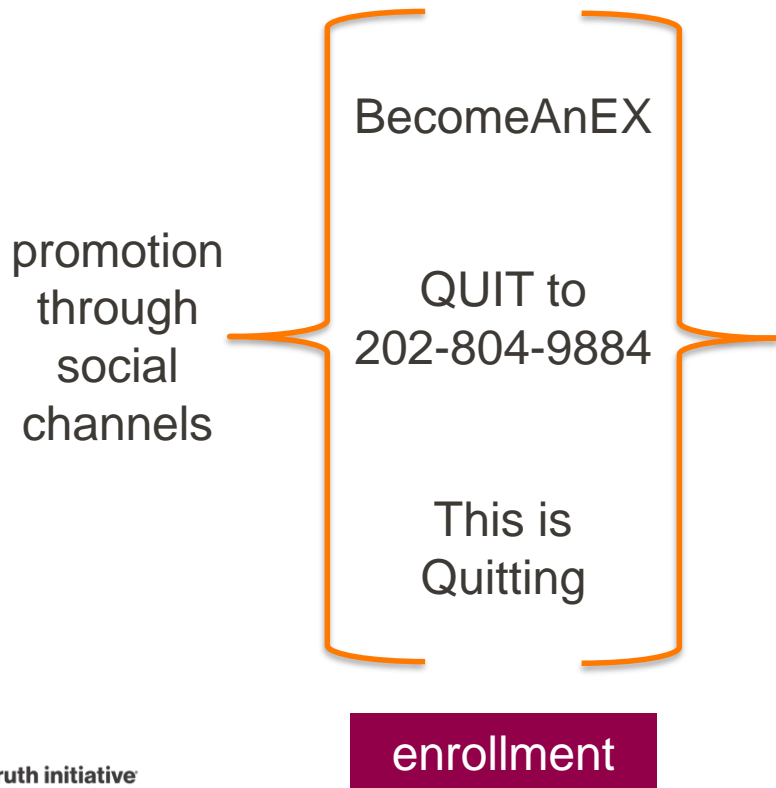 promotion
through
social
channels
BecomeAnEX
QUIT to
202-804-9884
This is
Quitting
enrollment
ruth initiative